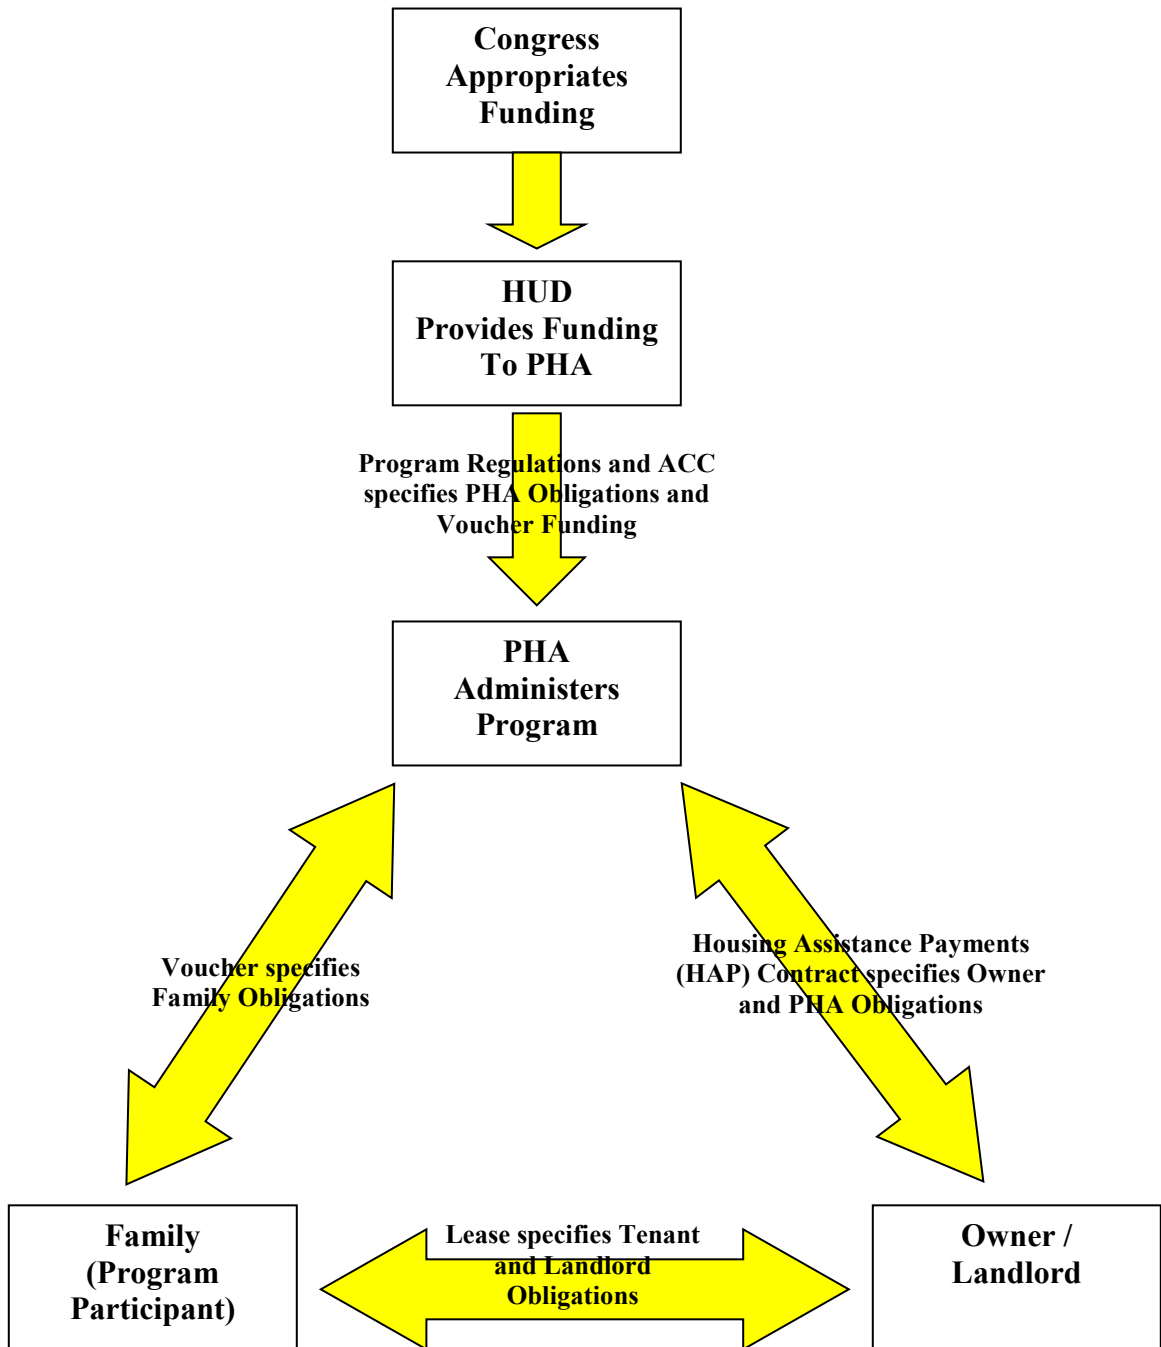 Congress
Appropriates
Funding
HUD
Provides Funding
To PHA
Program Regulations and ACC
specifies PHA Obligations and
Voucher Funding
PHA
Administers
Program
Voucher specifies
Family Obligations
Housing Assistance Payments
(HAP) Contract specifies Owner
and PHA Obligations
Family
(Program
Participant)
Lease specifies Tenant
and Landlord
Obligations
Owner /
Landlord